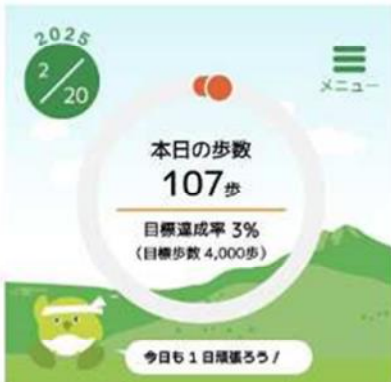 2025
2/20
メニュー
本日の歩数
107歩
目標達成率 3%
（目標歩数 4,000歩）
今日も1日頑張ろう！